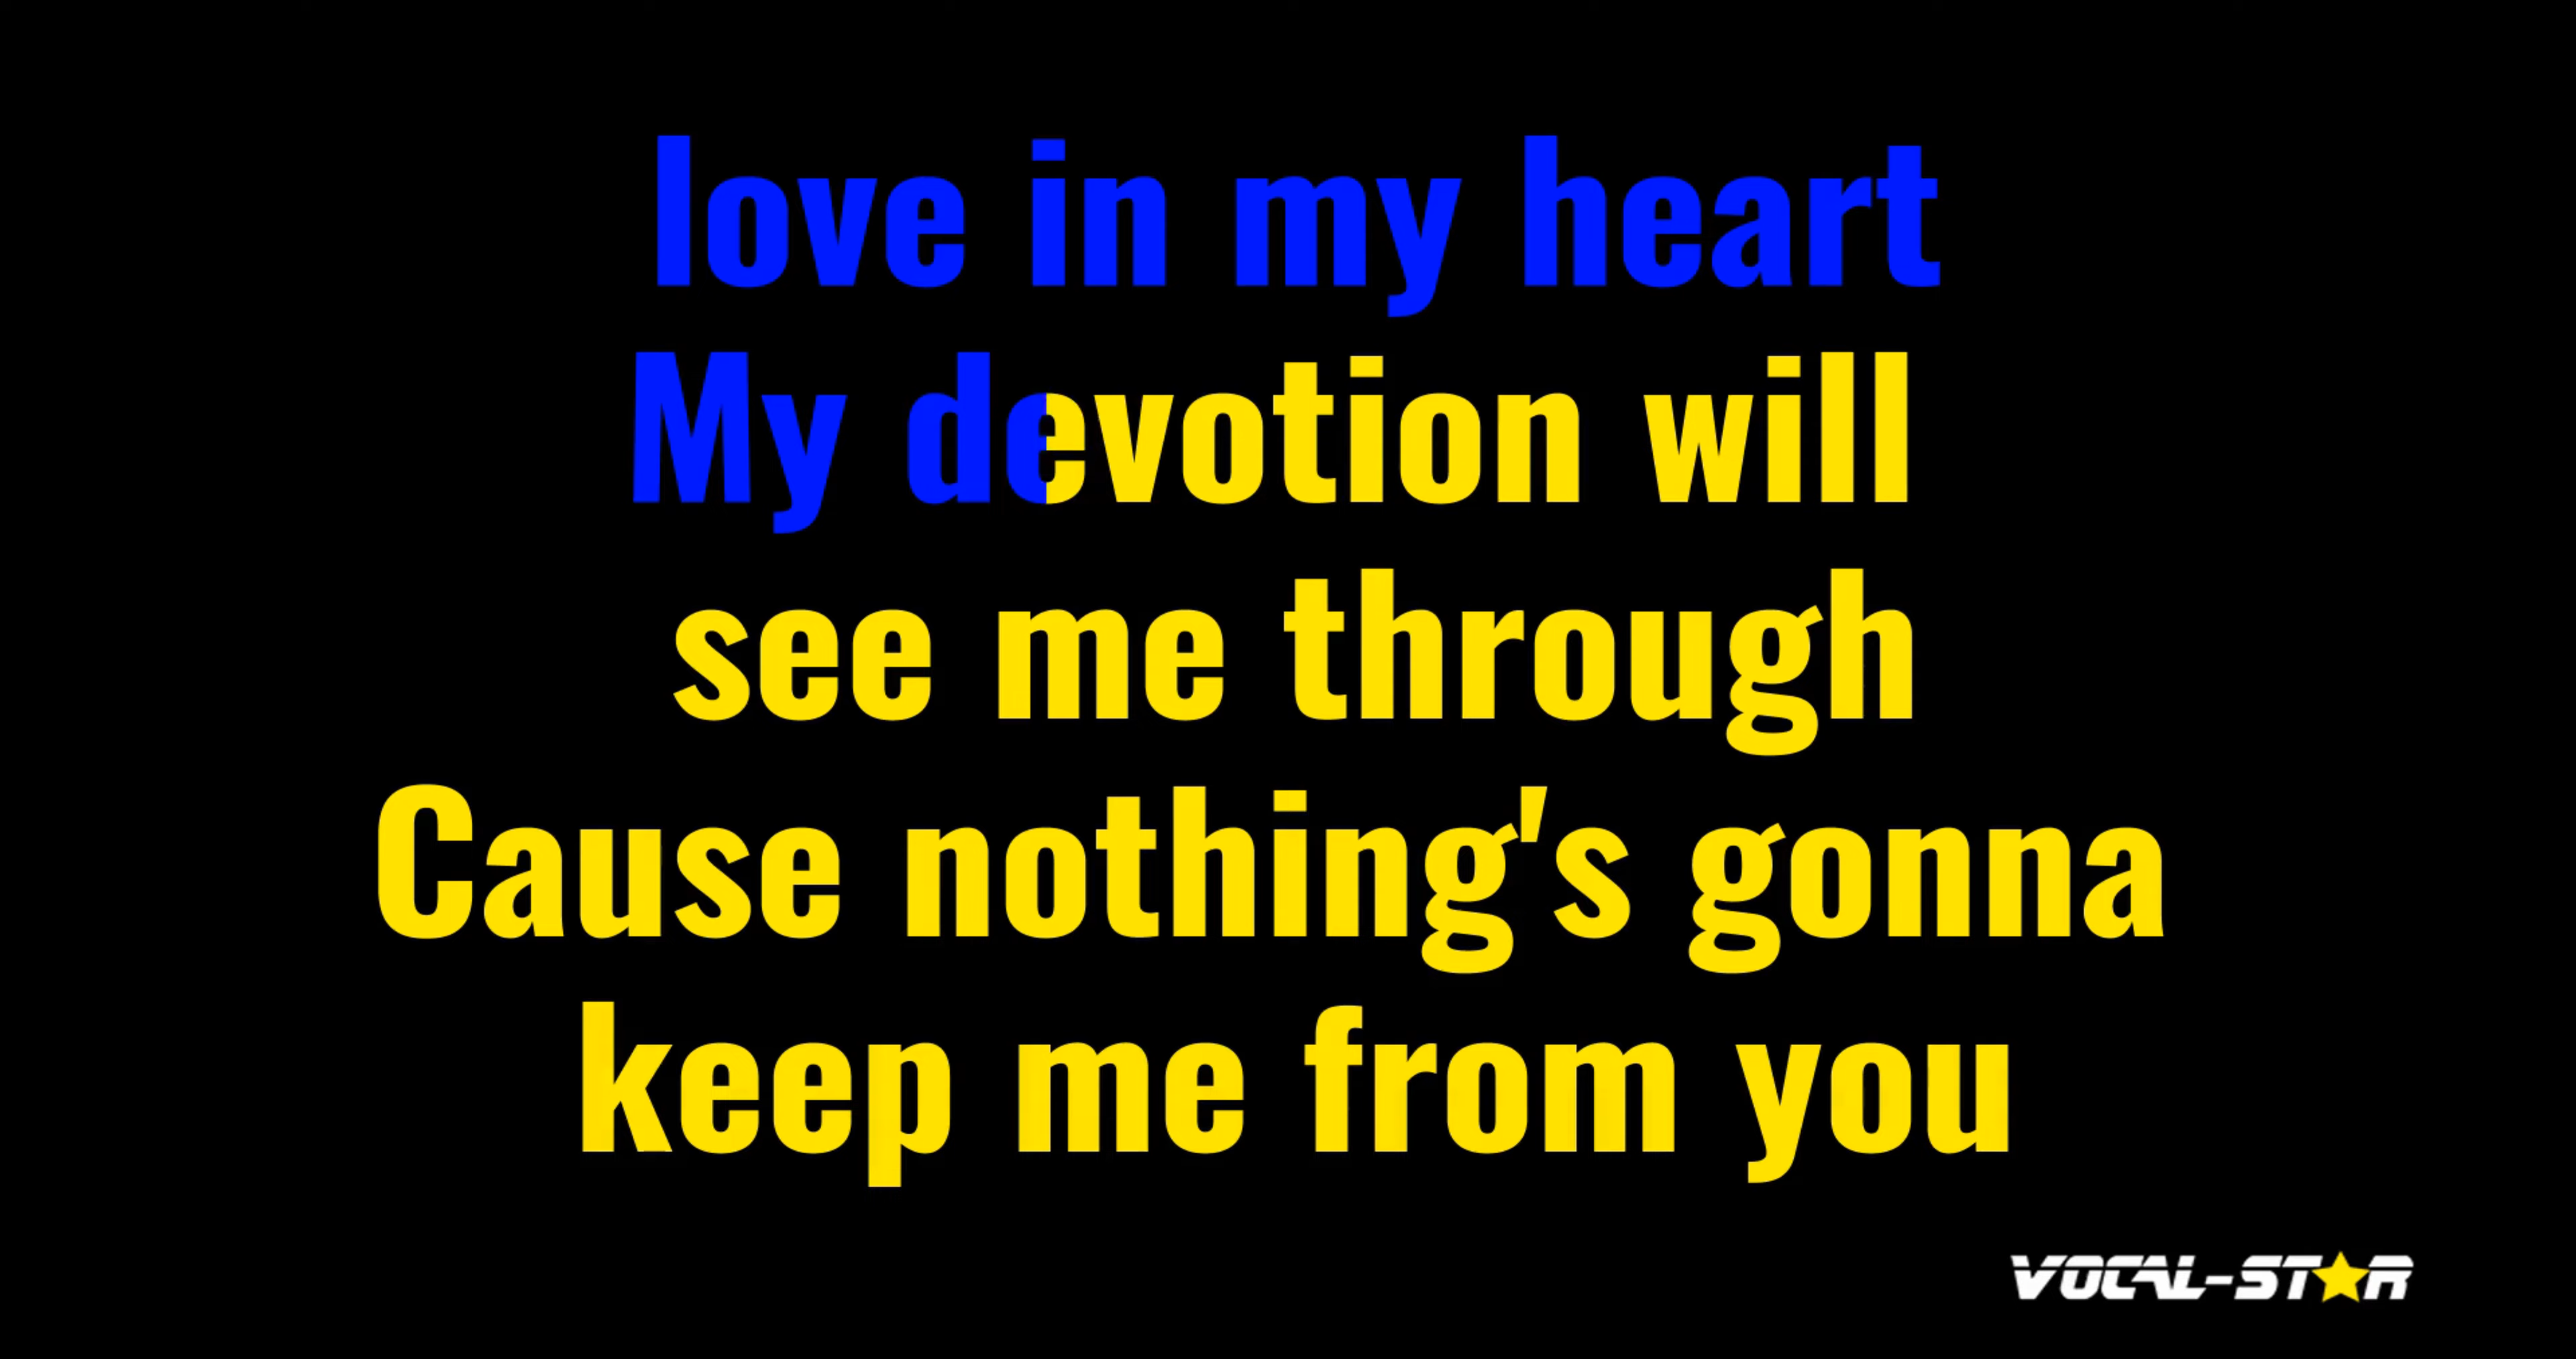 love in my heart
My devotion will
see me through
Cause nothing's gonna
keep me from you
VOCAL-STAR